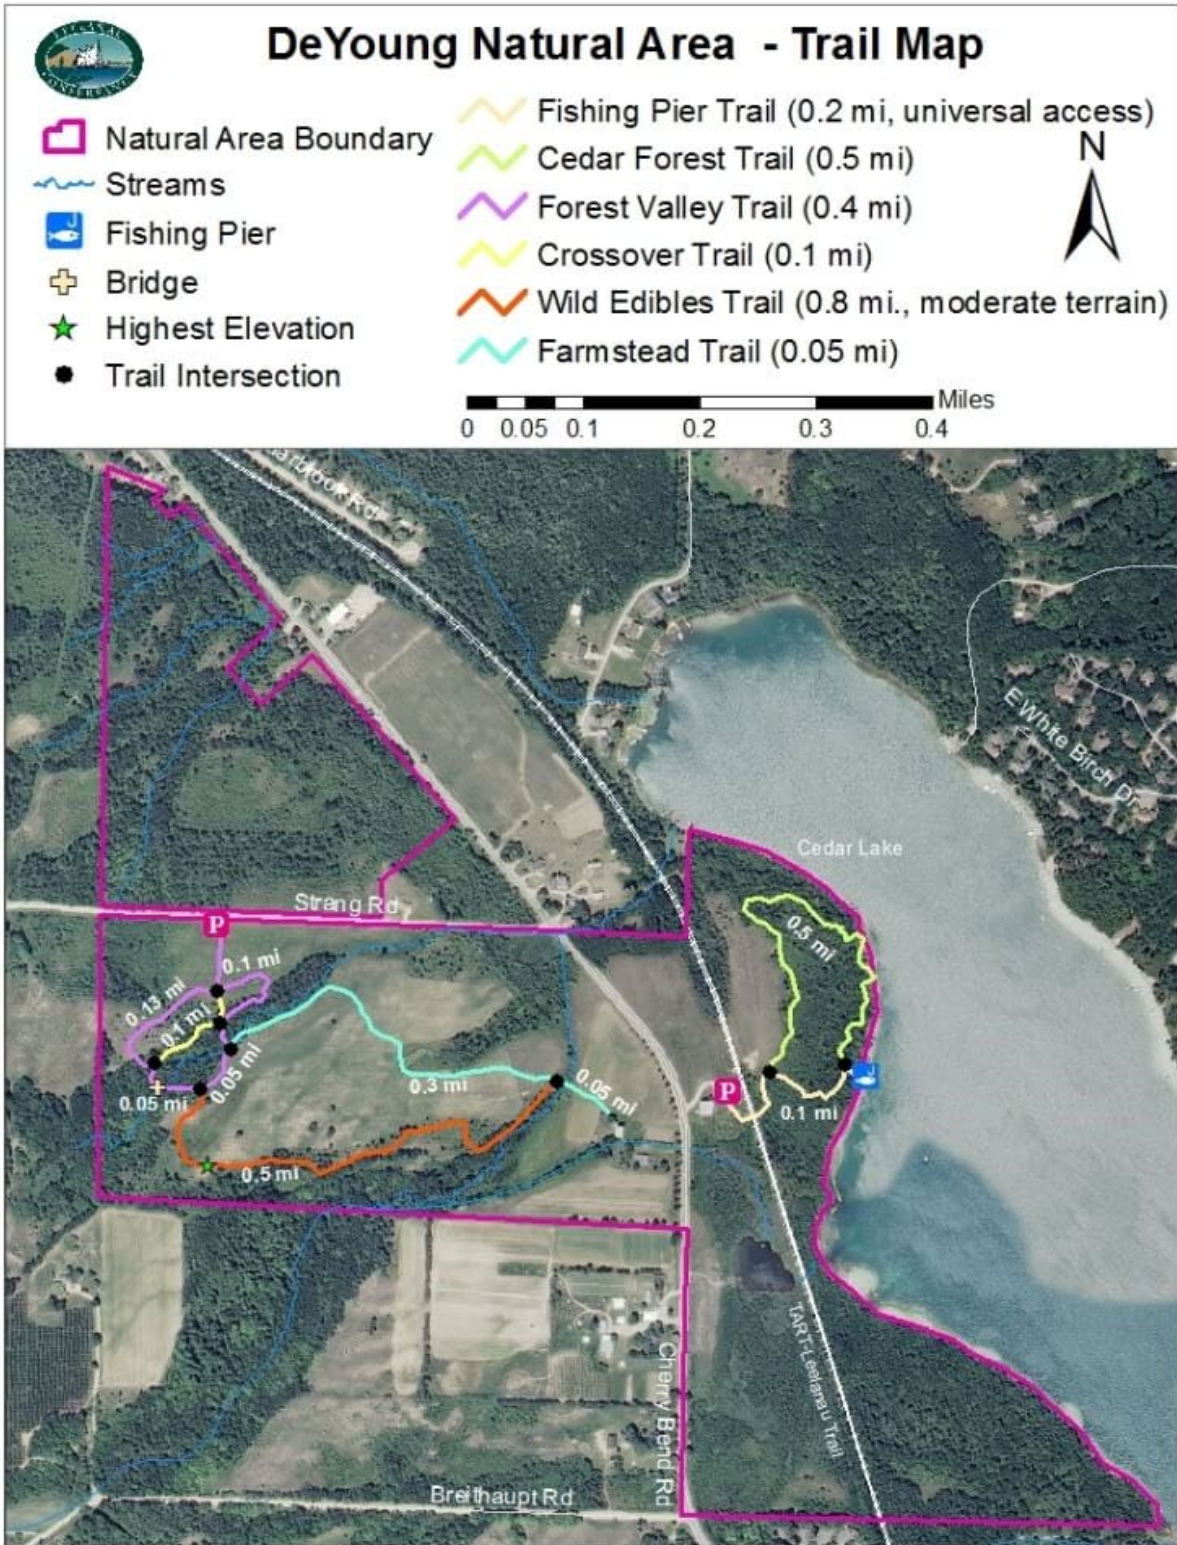 DeYoung Natural Area - Trail Map
LEELANAU
CONSERVANCY
Natural Area Boundary
Streams
Fishing Pier
Bridge
Highest Elevation
Trail Intersection
Fishing Pier Trail (0.2 mi, universal access)
Cedar Forest Trail (0.5 mi)
Forest Valley Trail (0.4 mi)
Crossover Trail (0.1 mi)
Wild Edibles Trail (0.8 mi., moderate terrain)
Farmstead Trail (0.05 mi)
N
Miles
0 0.05 0.1 0.2 0.3 0.4
Rd
E White Birch Dr
Cedar Lake
Strang Rd
P
0.1 mi
0.13 mi
0.1 mi
0.05 mi
0.05 mi
0.3 mi
0.05 mi
0.5 mi
0.5 mi
P
0.1 mi
TART-Leelanau Trail
Cherry Bend Rd
Breithaupt Rd